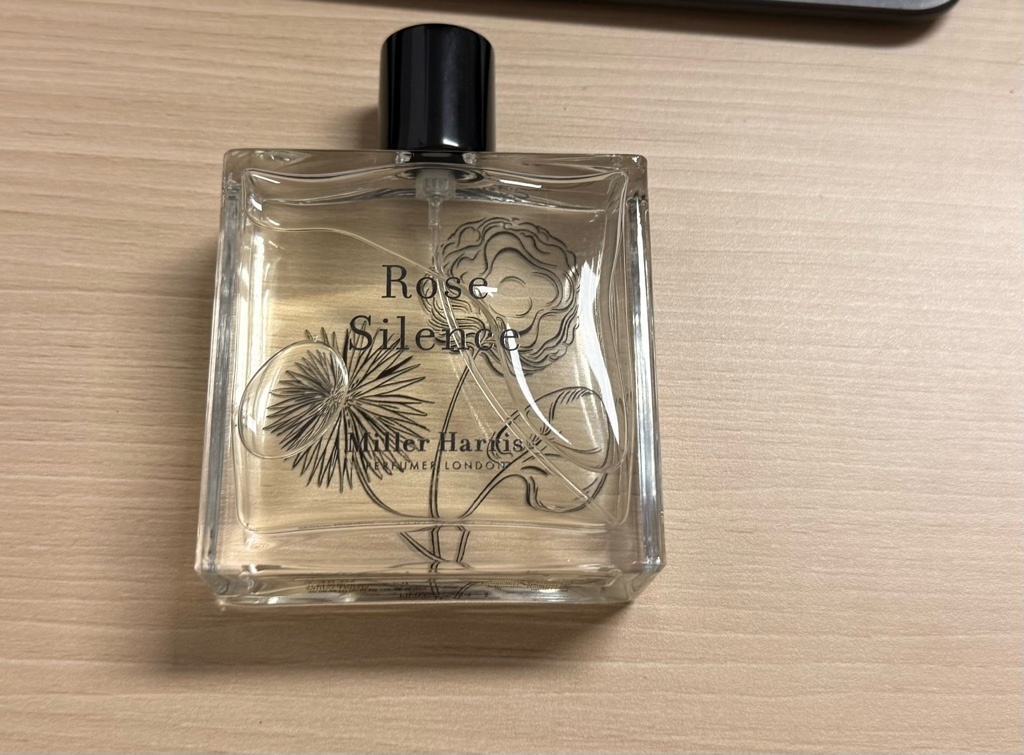 Rose
Silence
Miller Harris
PERFUMER LONDON